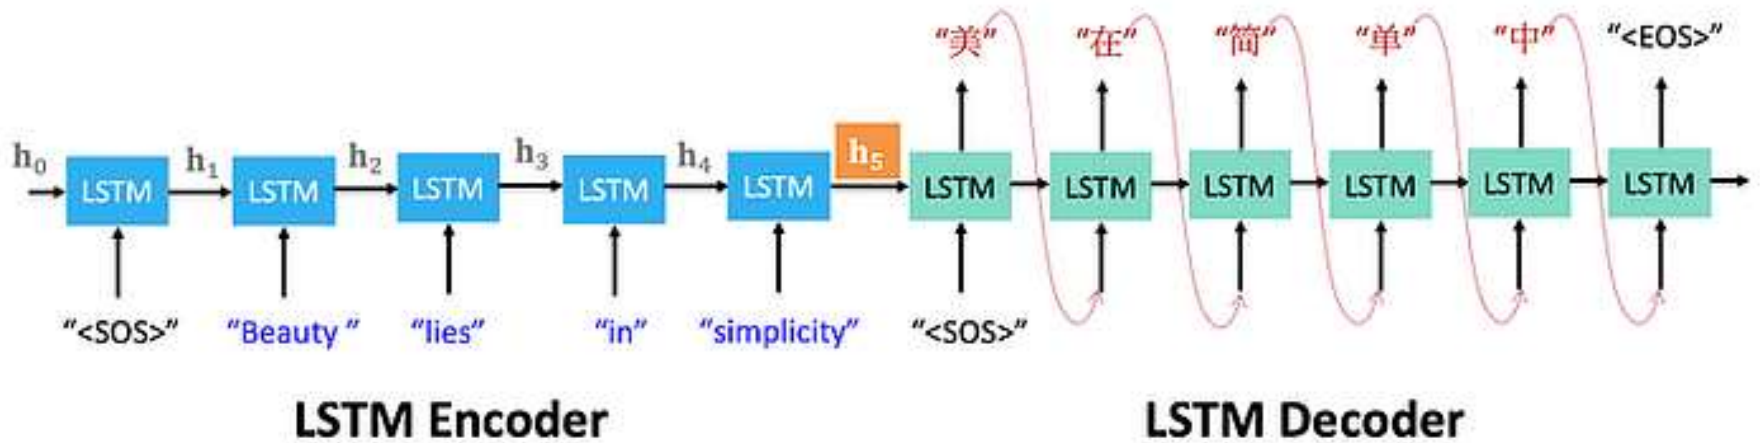 “美” “在” “简” “单” “中” “<EOS>”
h₀ h₁ h₂ h₃ h₄ h₅
LSTM LSTM LSTM LSTM LSTM LSTM LSTM LSTM LSTM LSTM LSTM
“<SOS>” “Beauty ” “lies” “in” “simplicity” “<SOS>”
LSTM Encoder LSTM Decoder